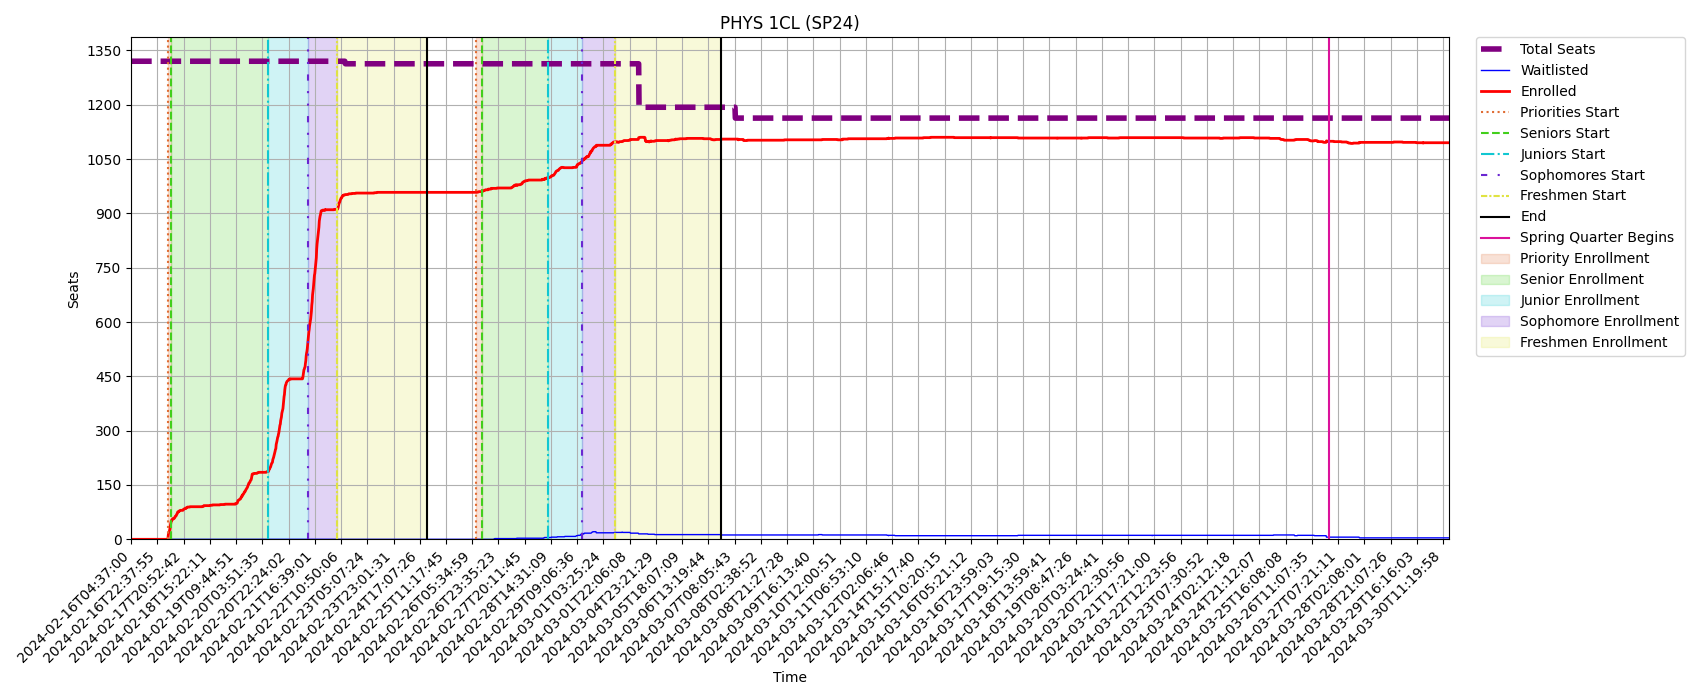 PHYS 1CL (SP24)
Seats
1350
1200
1050
900
750
600
450
300
150
0
2024-02-16T04:37:00
2024-02-16T22:37:55
2024-02-17T20:52:42
2024-02-18T15:22:11
2024-02-19T09:44:51
2024-02-20T03:51:35
2024-02-20T22:24:02
2024-02-21T16:39:01
2024-02-22T10:50:06
2024-02-23T05:07:24
2024-02-23T23:01:31
2024-02-24T17:07:26
2024-02-25T11:17:45
2024-02-26T05:34:59
2024-02-26T23:35:23
2024-02-27T20:11:45
2024-02-28T14:31:09
2024-02-29T09:06:36
2024-03-01T03:25:24
2024-03-01T22:06:08
2024-03-04T23:21:29
2024-03-05T18:07:09
2024-03-06T13:19:44
2024-03-07T08:05:43
2024-03-08T02:38:52
2024-03-08T21:27:28
2024-03-09T16:13:40
2024-03-10T12:00:51
2024-03-11T06:53:10
2024-03-12T02:06:46
2024-03-14T15:17:30
2024-03-15T10:20:40
2024-03-16T05:21:12
2024-03-16T23:59:03
2024-03-17T19:15:30
2024-03-18T13:59:41
2024-03-19T08:47:26
2024-03-20T03:24:41
2024-03-20T22:30:56
2024-03-21T17:21:00
2024-03-22T12:23:56
2024-03-23T07:30:52
2024-03-24T02:12:18
2024-03-24T21:12:07
2024-03-25T16:08:08
2024-03-26T11:07:35
2024-03-27T07:21:11
2024-03-28T02:08:01
2024-03-28T21:07:26
2024-03-29T16:16:03
2024-03-30T11:19:58
Time
Total Seats
Waitlisted
Enrolled
Priorities Start
Seniors Start
Juniors Start
Sophomores Start
Freshmen Start
End
Spring Quarter Begins
Priority Enrollment
Senior Enrollment
Junior Enrollment
Sophomore Enrollment
Freshmen Enrollment